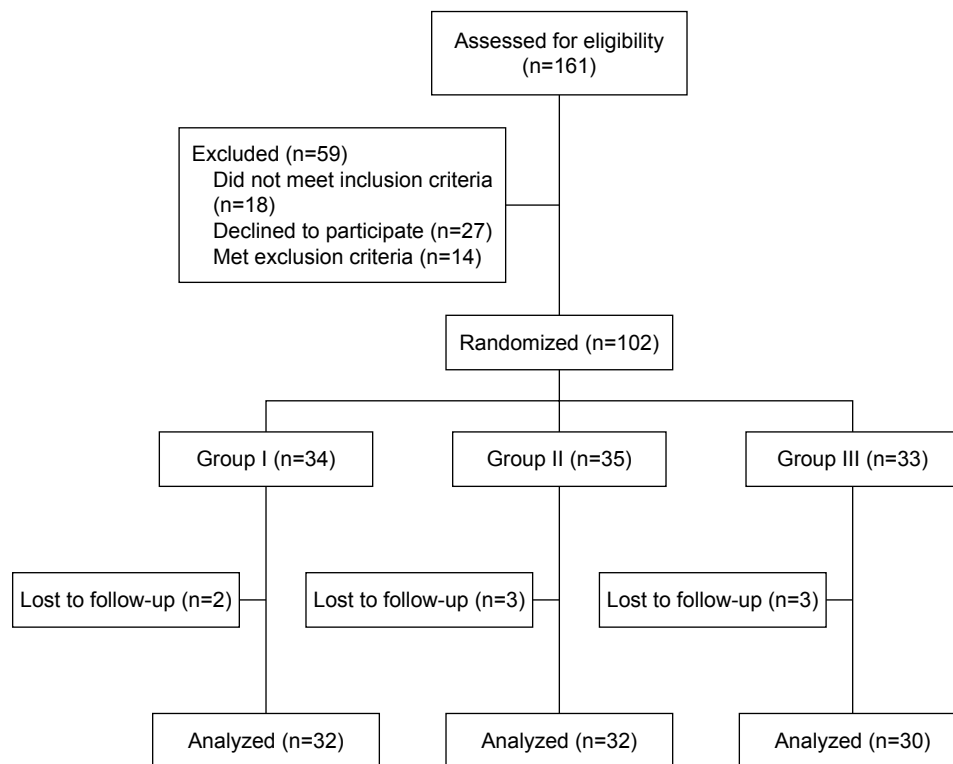 Assessed for eligibility
(n=161)
Excluded (n=59)
Did not meet inclusion criteria
(n=18)
Declined to participate (n=27)
Met exclusion criteria (n=14)
Randomized (n=102)
Group I (n=34)
Group II (n=35)
Group III (n=33)
Lost to follow-up (n=2)
Lost to follow-up (n=3)
Lost to follow-up (n=3)
Analyzed (n=32)
Analyzed (n=32)
Analyzed (n=30)